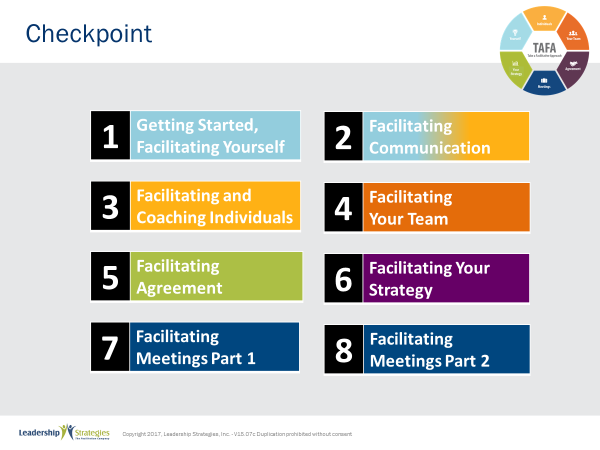 Checkpoint
Individuals
Yourself
Your Team
TAFA
Take a Facilitative Approach
Your
Strategy
Agreement
Meetings
1
Getting Started,
Facilitating Yourself
2
Facilitating
Communication
3
Facilitating and
Coaching Individuals
4
Facilitating
Your Team
5
Facilitating
Agreement
6
Facilitating Your
Strategy
7
Facilitating
Meetings Part 1
8
Facilitating
Meetings Part 2
Leadership Strategies
The Facilitation Company
Copyright 2017, Leadership Strategies, Inc. - V15.07c Duplication prohibited without consent